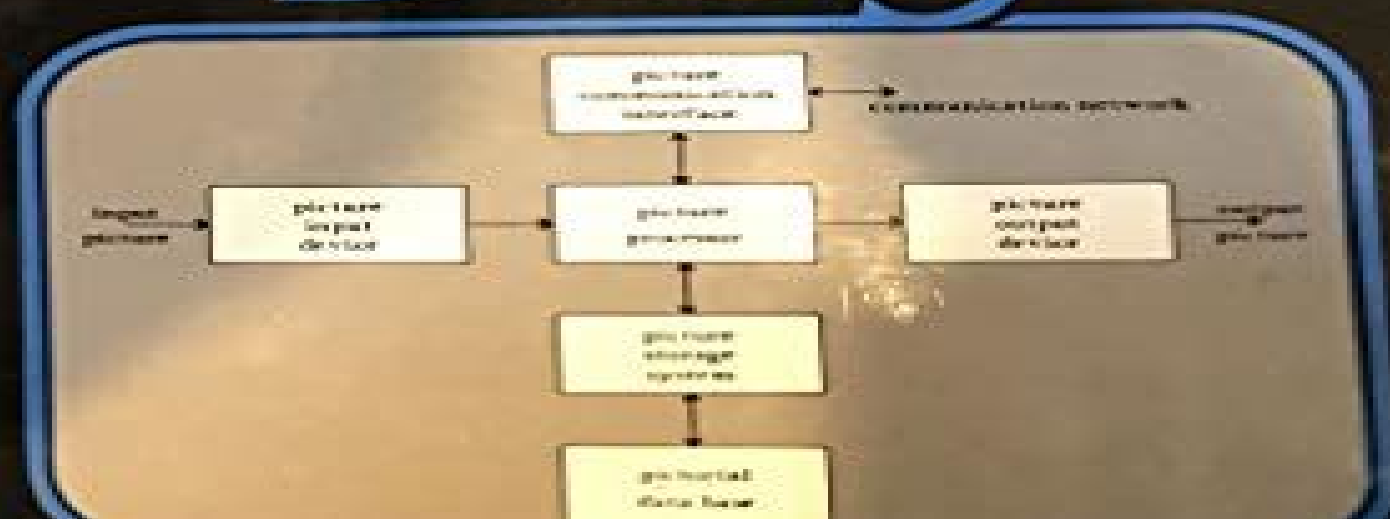 picture
communication
interface
communication network
input
picture
picture
input
device
picture
processor
picture
output
device
output
picture
picture
storage
system
pictorial
data base